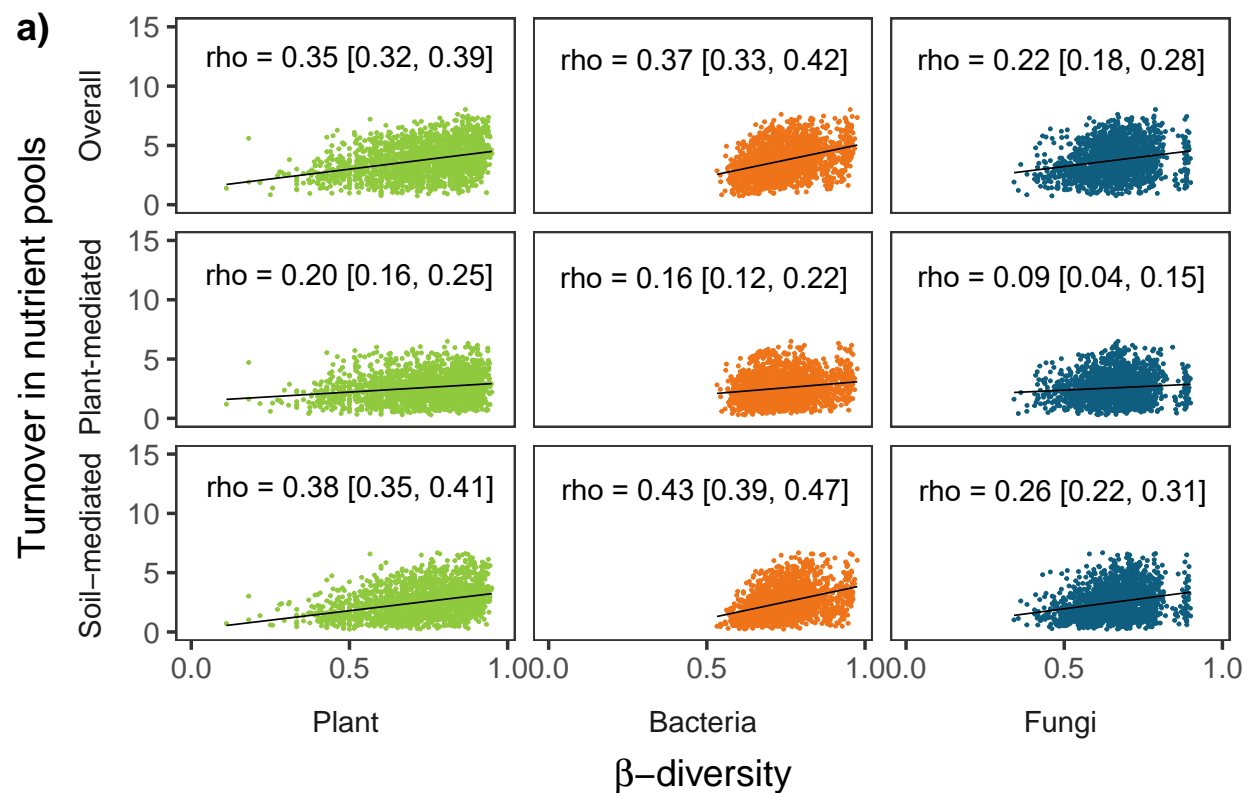 a)
Turnover in nutrient pools
Overall
15
10
5
0
rho = 0.35 [0.32, 0.39]
rho = 0.37 [0.33, 0.42]
rho = 0.22 [0.18, 0.28]
Plant-mediated
15
10
5
0
rho = 0.20 [0.16, 0.25]
rho = 0.16 [0.12, 0.22]
rho = 0.09 [0.04, 0.15]
Soil−mediated
15
10
5
0
rho = 0.38 [0.35, 0.41]
rho = 0.43 [0.39, 0.47]
rho = 0.26 [0.22, 0.31]
0.0 0.5 1.0 0.0 0.5 1.0 0.0 0.5 1.0
Plant Bacteria Fungi
β−diversity